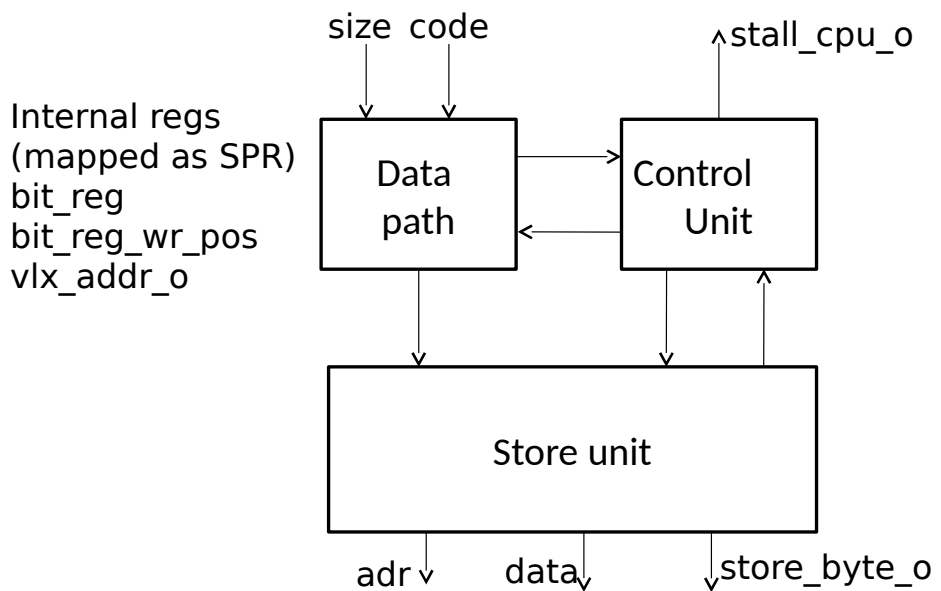 size code
stall_cpu_o
Internal regs
(mapped as SPR)
bit_reg
bit_reg_wr_pos
vlx_addr_o
Data
path
Control
Unit
Store unit
adr
data
store_byte_o